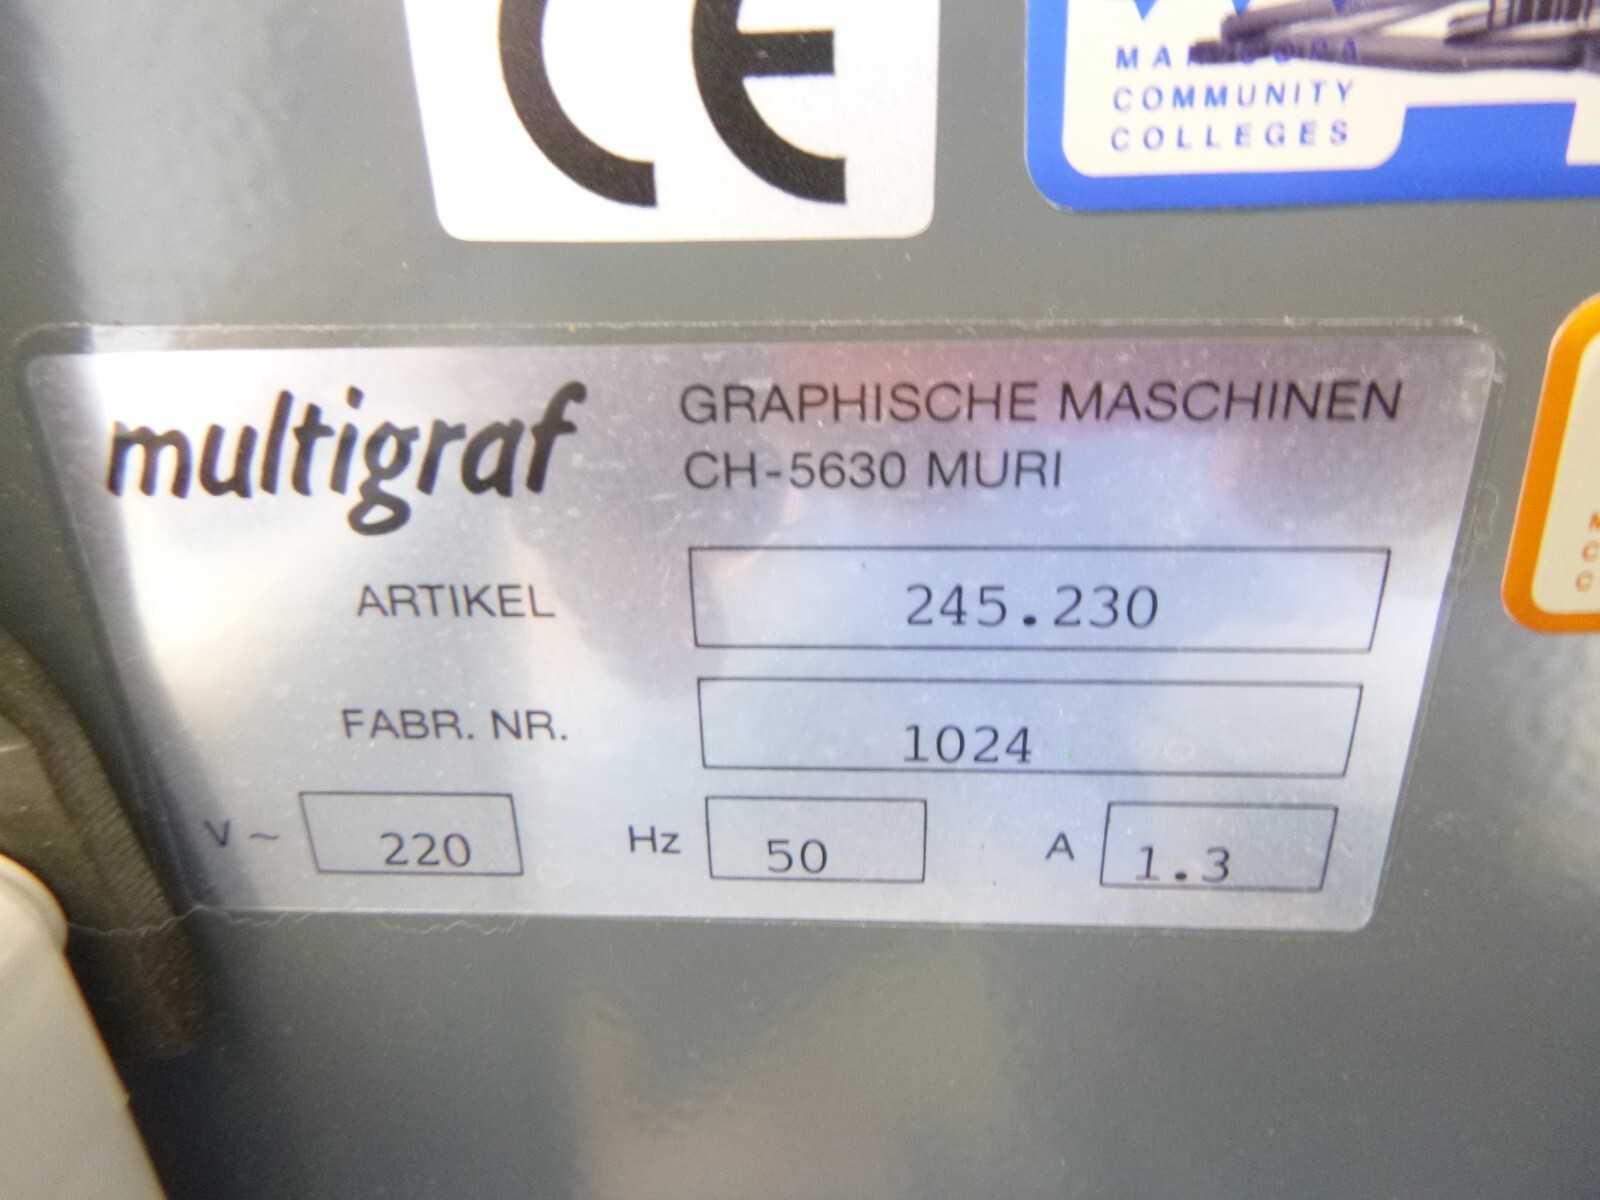 CE
COMMUNITY
COLLEGES
multigraf
GRAPHISCHE MASCHINEN
CH-5630 MURI
ARTIKEL 245.230
FABR. NR. 1024
V ~ 220 Hz 50 A 1.3